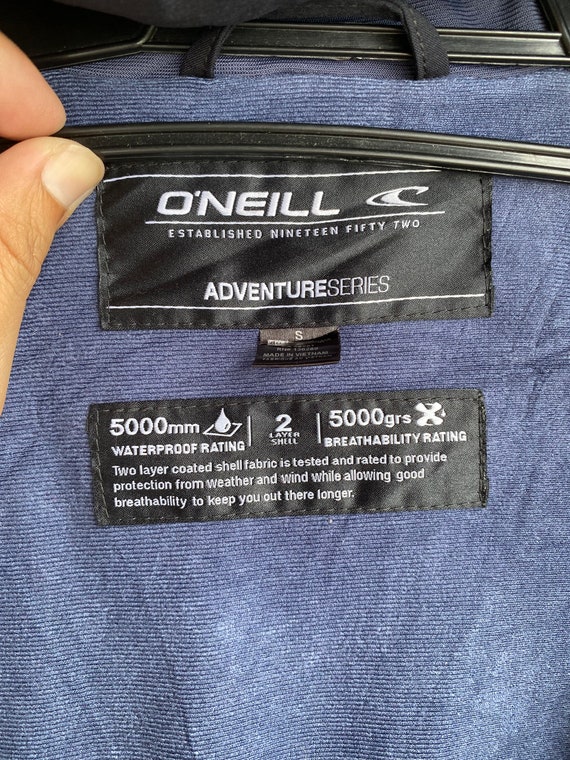 O'NEILL
ESTABLISHED NINETEEN FIFTY TWO
ADVENTURESERIES
S
MADE IN VIETNAM
5000mm
WATERPROOF RATING
2
LAYER
SHELL
5000grs
BREATHABILITY RATING
Two layer coated shell fabric is tested and rated to provide
protection from weather and wind while allowing good
breathability to keep you out there longer.